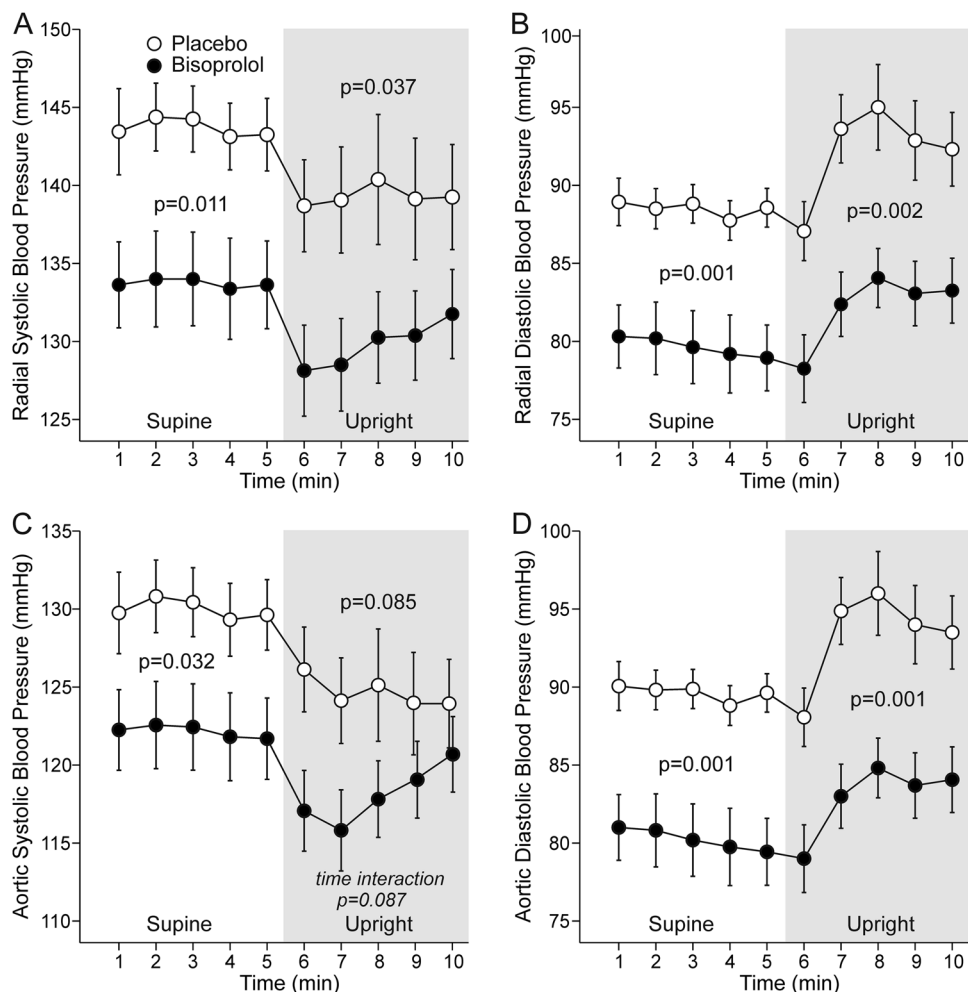 A
Radial Systolic Blood Pressure (mmHg)
150
145
140
135
130
125
Placebo
Bisoprolol
p=0.037
p=0.011
Supine
Upright
1 2 3 4 5 6 7 8 9 10
Time (min)
B
Radial Diastolic Blood Pressure (mmHg)
100
95
90
85
80
75
p=0.002
p=0.001
Supine
Upright
1 2 3 4 5 6 7 8 9 10
Time (min)
C
Aortic Systolic Blood Pressure (mmHg)
135
130
125
120
115
110
p=0.085
p=0.032
time interaction
p=0.087
Supine
Upright
1 2 3 4 5 6 7 8 9 10
Time (min)
D
Aortic Diastolic Blood Pressure (mmHg)
100
95
90
85
80
75
p=0.001
p=0.001
Supine
Upright
1 2 3 4 5 6 7 8 9 10
Time (min)